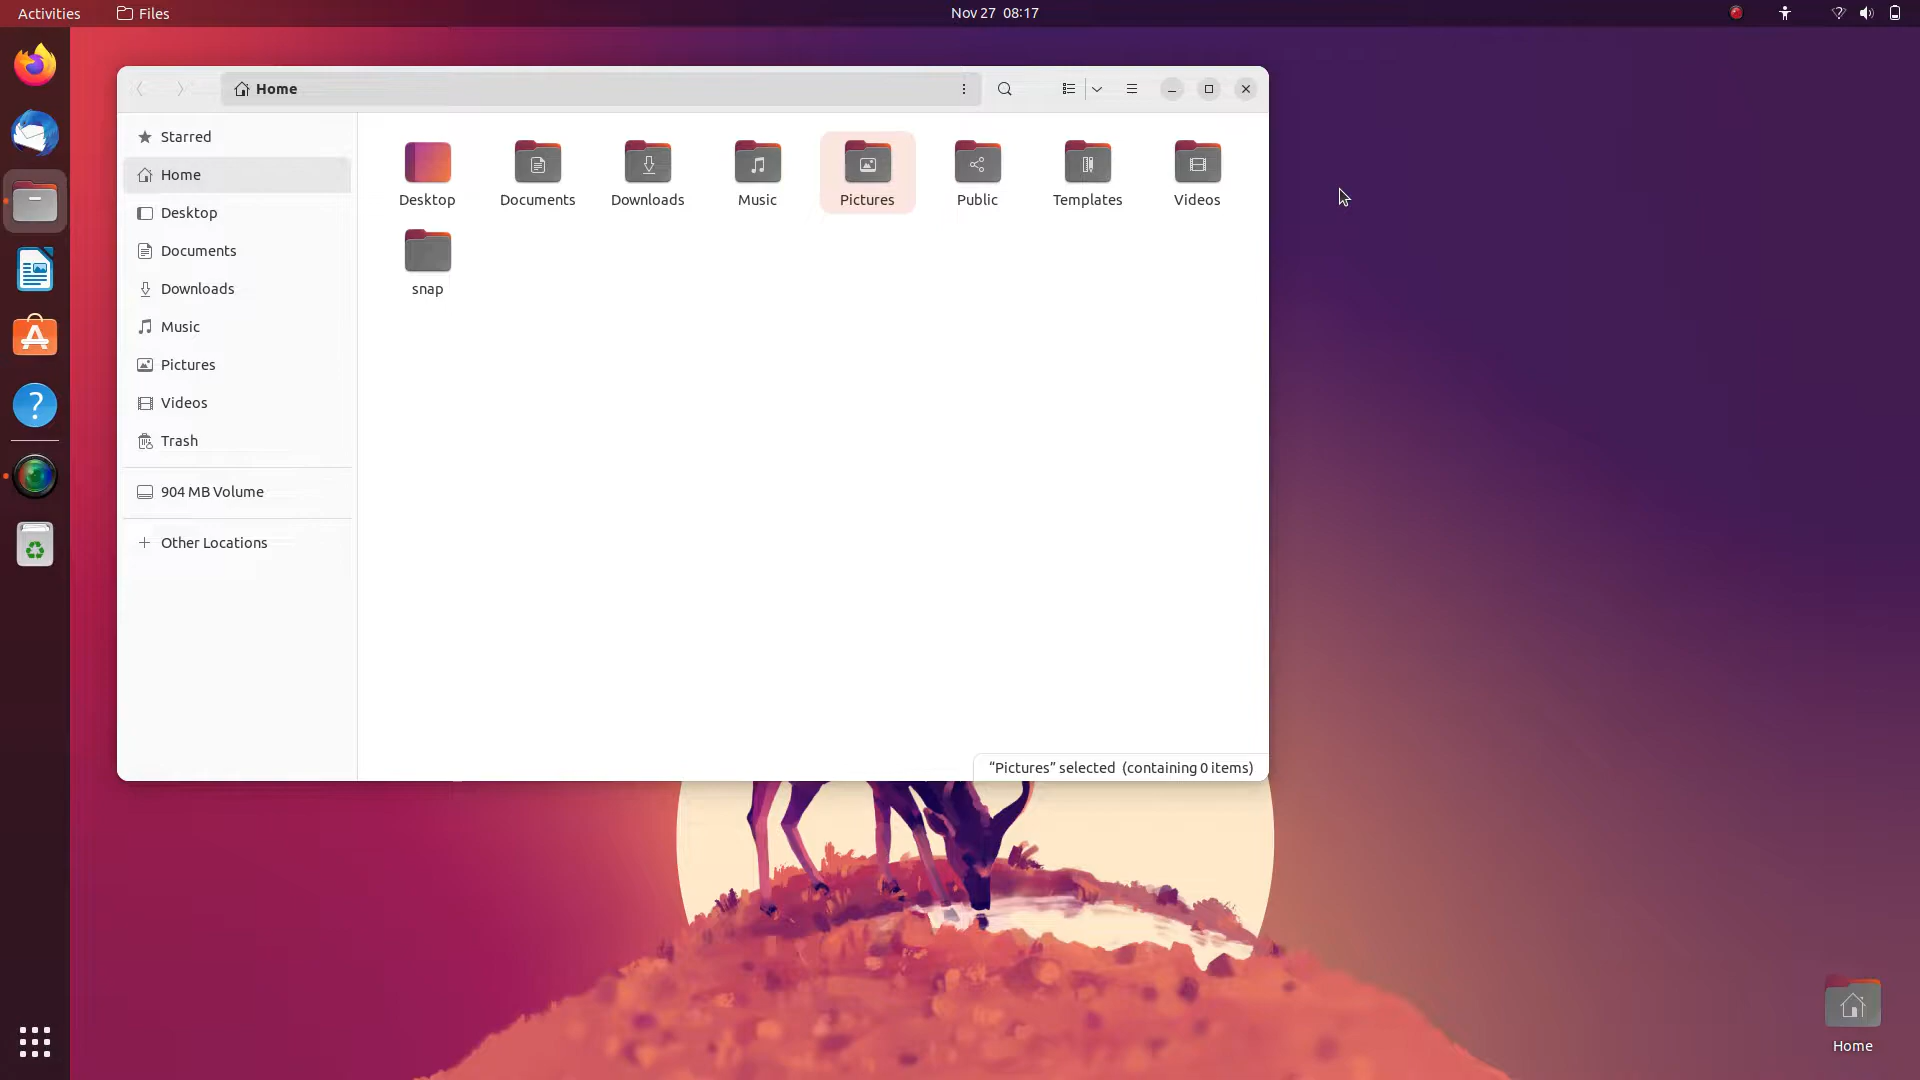 Activities
Files
Nov 27 08:17
Home
Starred
Home
Desktop
Documents
Downloads
Music
Pictures
Videos
Trash
904 MB Volume
Other Locations
Desktop
Documents
Downloads
Music
Pictures
Public
Templates
Videos
snap
“Pictures” selected (containing 0 items)
Home